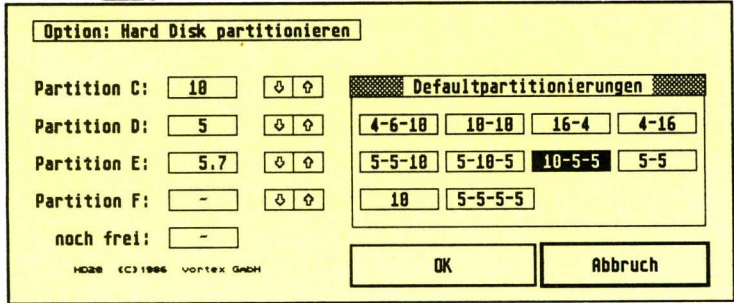 Option: Hard Disk partitionieren
Partition C: 10
Partition D: 5
Partition E: 5.7
Partition F: ~
noch frei: ~
HD20 (C)1986 vortex GmbH
Defaultpartitionierungen
4-6-10 10-10 16-4 4-16
5-5-10 5-10-5 10-5-5 5-5
10 5-5-5-5
OK Abbruch